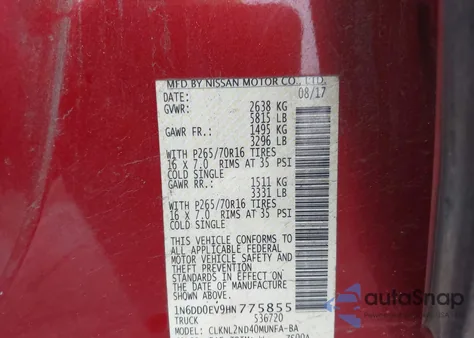 MFD BY NISSAN MOTOR CO., LTD.
DATE: 08/17
GVWR: 2638 KG
5815 LB
GAWR FR.: 1495 KG
3296 LB
WITH P265/70R16 TIRES
16 X 7.0 RIMS AT 35 PSI
COLD SINGLE
GAWR RR.: 1511 KG
3331 LB
WITH P265/70R16 TIRES
16 X 7.0 RIMS AT 35 PSI
COLD SINGLE
THIS VEHICLE CONFORMS TO
ALL APPLICABLE FEDERAL
MOTOR VEHICLE SAFETY
STANDARDS IN EFFECT ON
THE DATE OF MANUFACTURE
SHOWN ABOVE.
1N6DD0EV9HN775855
TRUCK 536720
MODEL: CLKNL2ND40MUNFA-BA
autoSnap